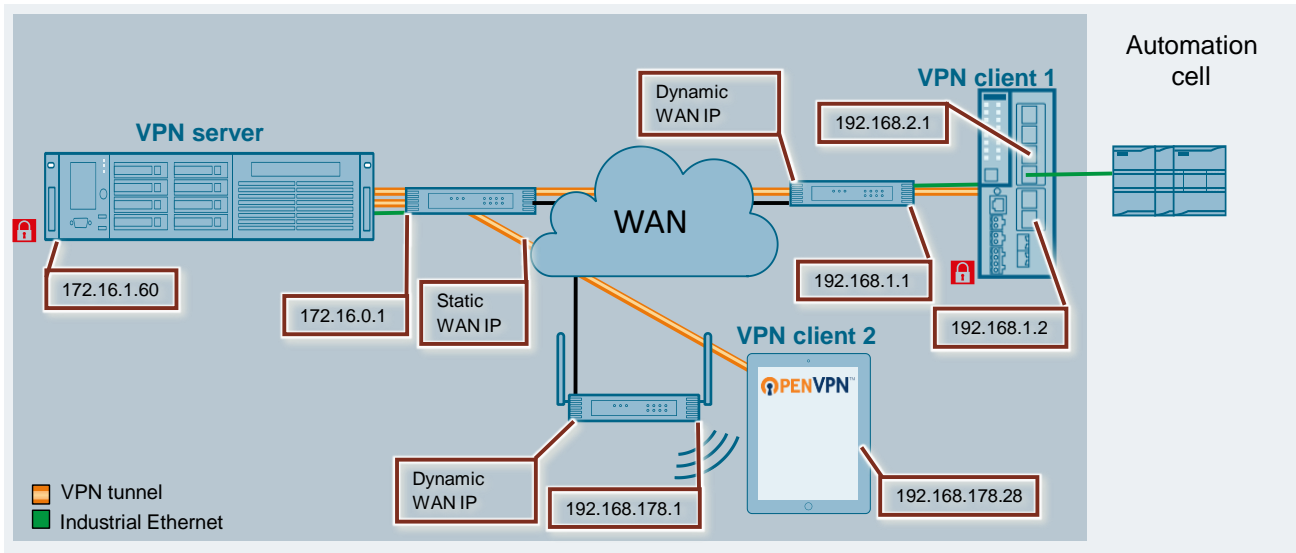 Automation
cell
VPN client 1
Dynamic
WAN IP
192.168.2.1
VPN server
WAN
172.16.1.60
172.16.0.1
Static
WAN IP
192.168.1.1
192.168.1.2
VPN client 2
OPENVPN™
Dynamic
WAN IP
192.168.178.1
192.168.178.28
VPN tunnel
Industrial Ethernet